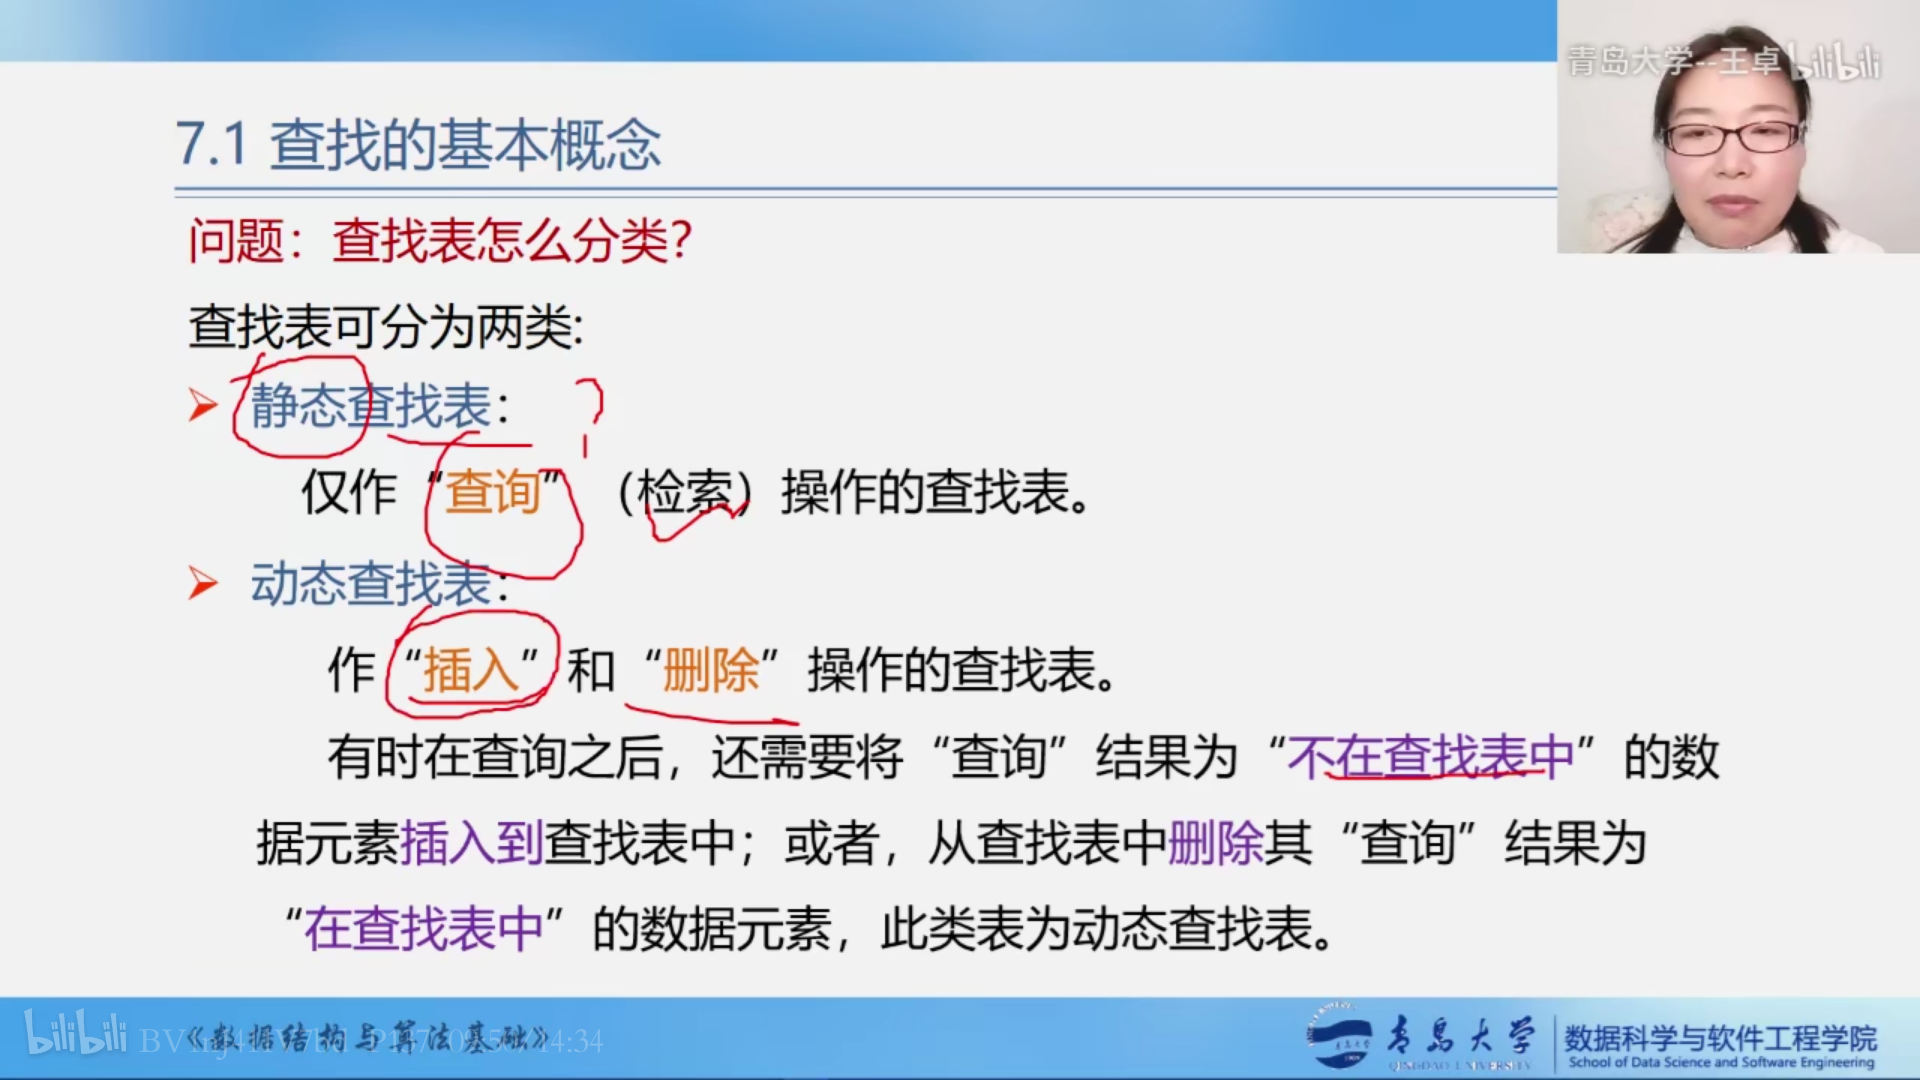 青岛大学--王卓 bilibili
7.1 查找的基本概念
问题：查找表怎么分类？
查找表可分为两类:
静态查找表：
仅作“查询”（检索）操作的查找表。
动态查找表：
作“插入”和“删除”操作的查找表。
有时在查询之后，还需要将“查询”结果为“不在查找表中”的数
据元素插入到查找表中；或者，从查找表中删除其“查询”结果为
“在查找表中”的数据元素，此类表为动态查找表。
bilibili
《数据结构与算法基础》
青岛大学
QINGDAO UNIVERSITY
数据科学与软件工程学院
School of Data Science and Software Engineering